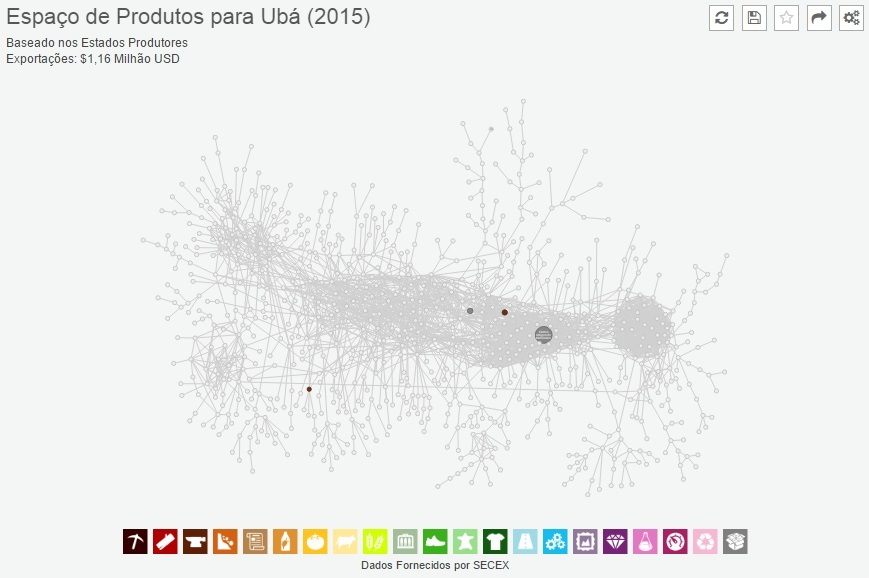 Espaço de Produtos para Ubá (2015)
Baseado nos Estados Produtores
Exportações: $1,16 Milhão USD
Dados Fornecidos por SECEX